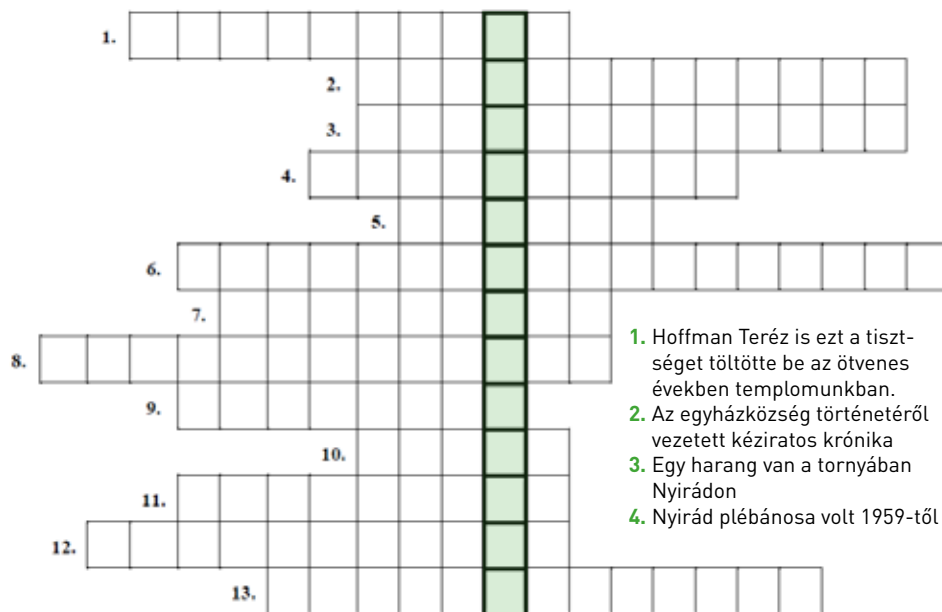 1.
2.
3.
4.
5.
6.
7.
8.
9.
10.
11.
12.
13.
1. Hoffman Teréz is ezt a tiszt-
séget töltötte be az ötvenes
években templomunkban.
2. Az egyházközség történetéről
vezetett kéziratos krónika
3. Egy harang van a tornyában
Nyirádon
4. Nyirád plébánosa volt 1959-től